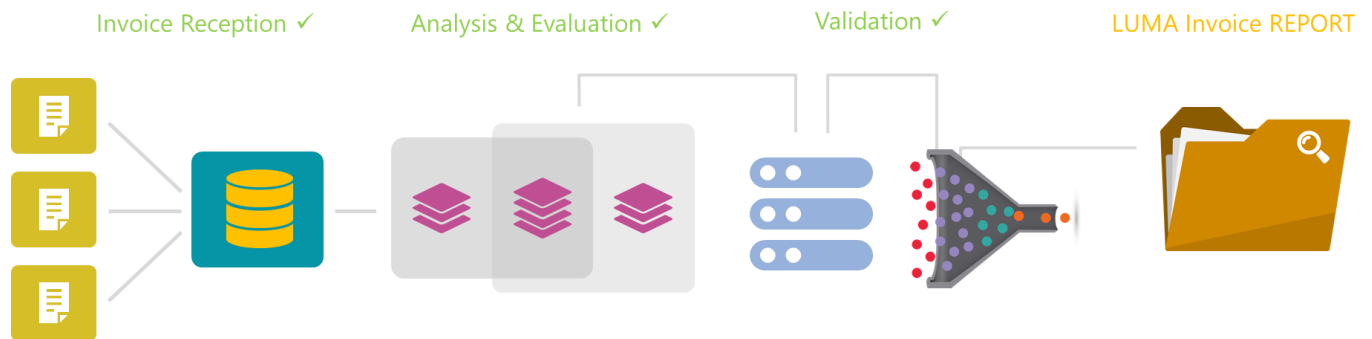 Invoice Reception ✓
Analysis & Evaluation ✓
Validation ✓
LUMA Invoice REPORT